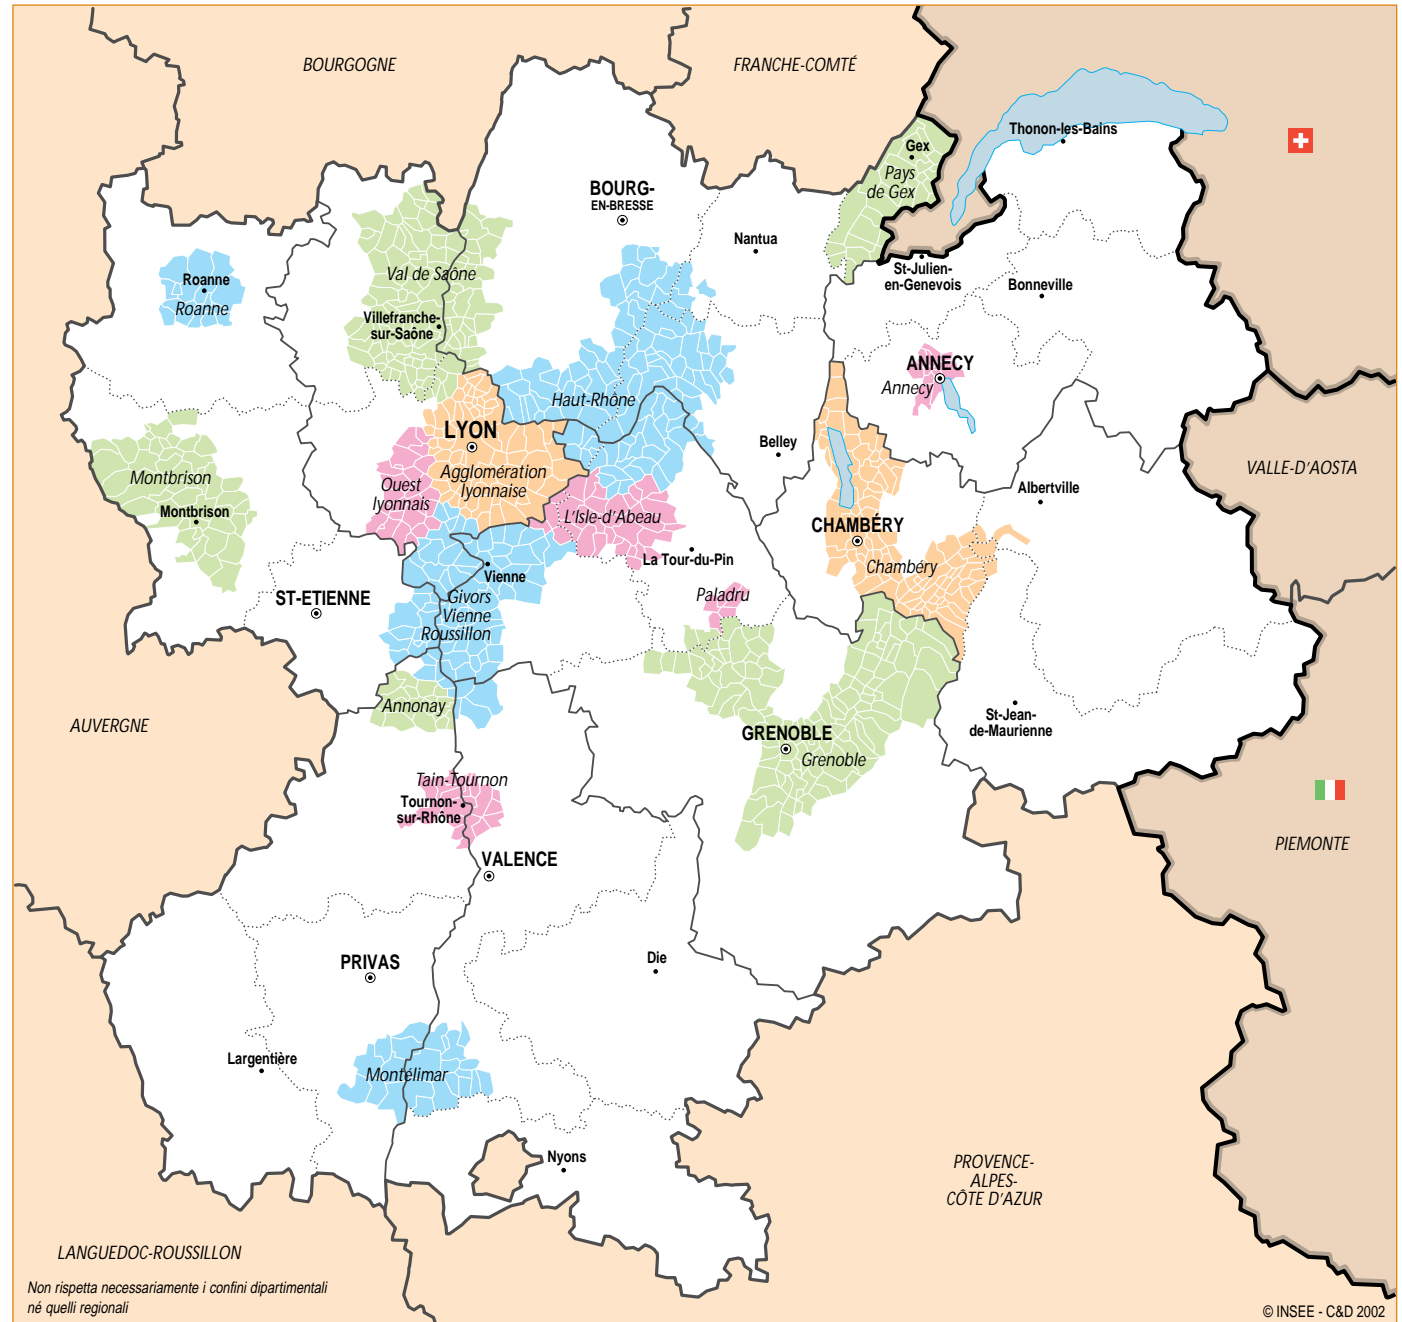 BOURGOGNE
FRANCHE-COMTÉ
Thonon-les-Bains
Gex
Pays
de Gex
BOURG-
EN-BRESSE
Nantua
St-Julien-
en-Genevois
Bonneville
Roanne
Roanne
Val de Saône
Villefranche-
sur-Saône
ANNECY
Annecy
Haut-Rhône
LYON
Agglomération
lyonnaise
Belley
VALLE-D'AOSTA
Montbrison
Montbrison
Ouest
lyonnais
Albertville
L'Isle-d'Abeau
CHAMBÉRY
Chambéry
La Tour-du-Pin
Vienne
ST-ETIENNE
Givors
Vienne
Roussillon
Paladru
AUVERGNE
Annonay
St-Jean-
de-Maurienne
GRENOBLE
Grenoble
Tain-Tournon
Tournon-
sur-Rhône
PIEMONTE
VALENCE
PRIVAS
Die
Largentière
Montélimar
Nyons
PROVENCE-
ALPES-
CÔTE D'AZUR
LANGUEDOC-ROUSSILLON
Non rispetta necessariamente i confini dipartimentali
né quelli regionali
© INSEE - C&D 2002